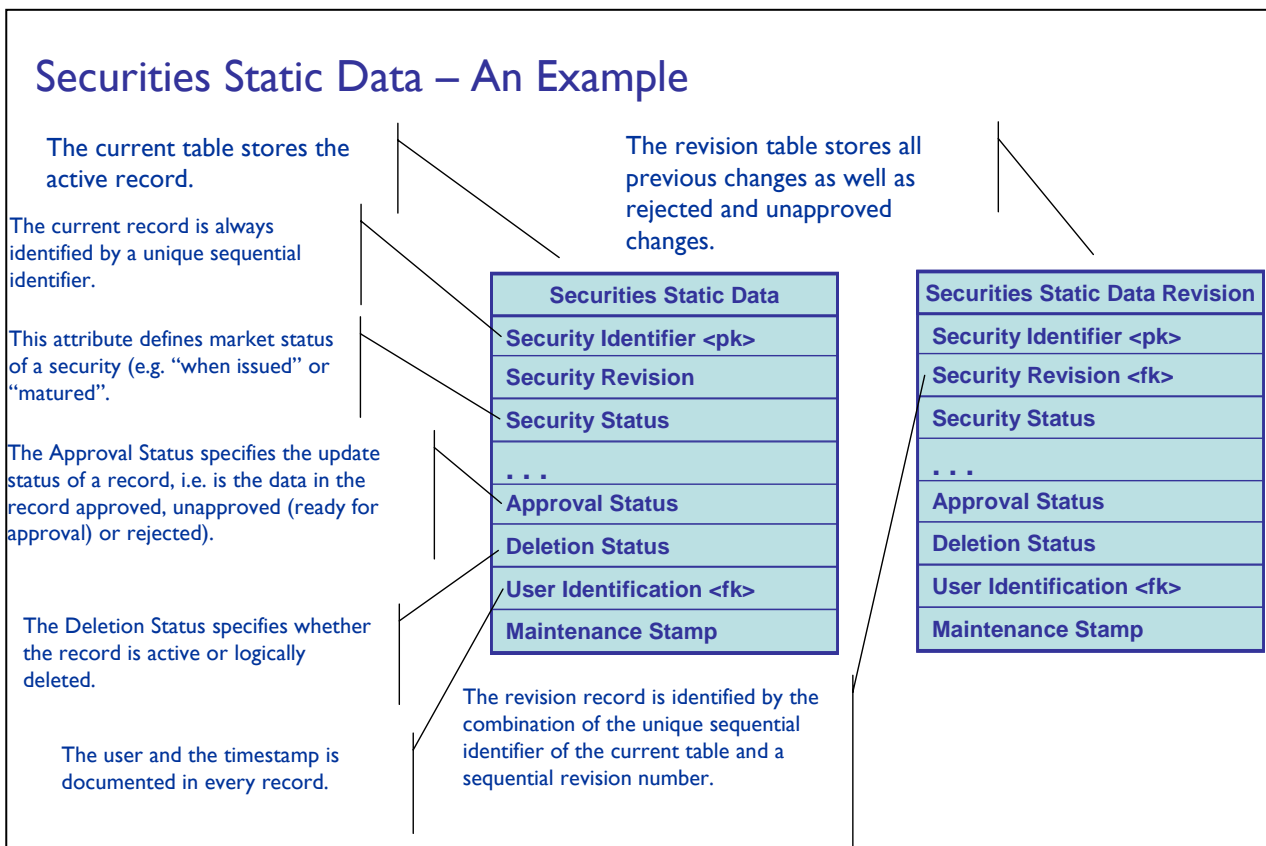 Securities Static Data – An Example
The current table stores the
active record.
The revision table stores all
previous changes as well as
rejected and unapproved
changes.
The current record is always
identified by a unique sequential
identifier.
This attribute defines market status
of a security (e.g. “when issued” or
“matured”.
The Approval Status specifies the update
status of a record, i.e. is the data in the
record approved, unapproved (ready for
approval) or rejected).
The Deletion Status specifies whether
the record is active or logically
deleted.
The user and the timestamp is
documented in every record.
Securities Static Data
Security Identifier <pk>
Security Revision
Security Status
. . .
Approval Status
Deletion Status
User Identification <fk>
Maintenance Stamp
Securities Static Data Revision
Security Identifier <pk>
Security Revision <fk>
Security Status
. . .
Approval Status
Deletion Status
User Identification <fk>
Maintenance Stamp
The revision record is identified by the
combination of the unique sequential
identifier of the current table and a
sequential revision number.